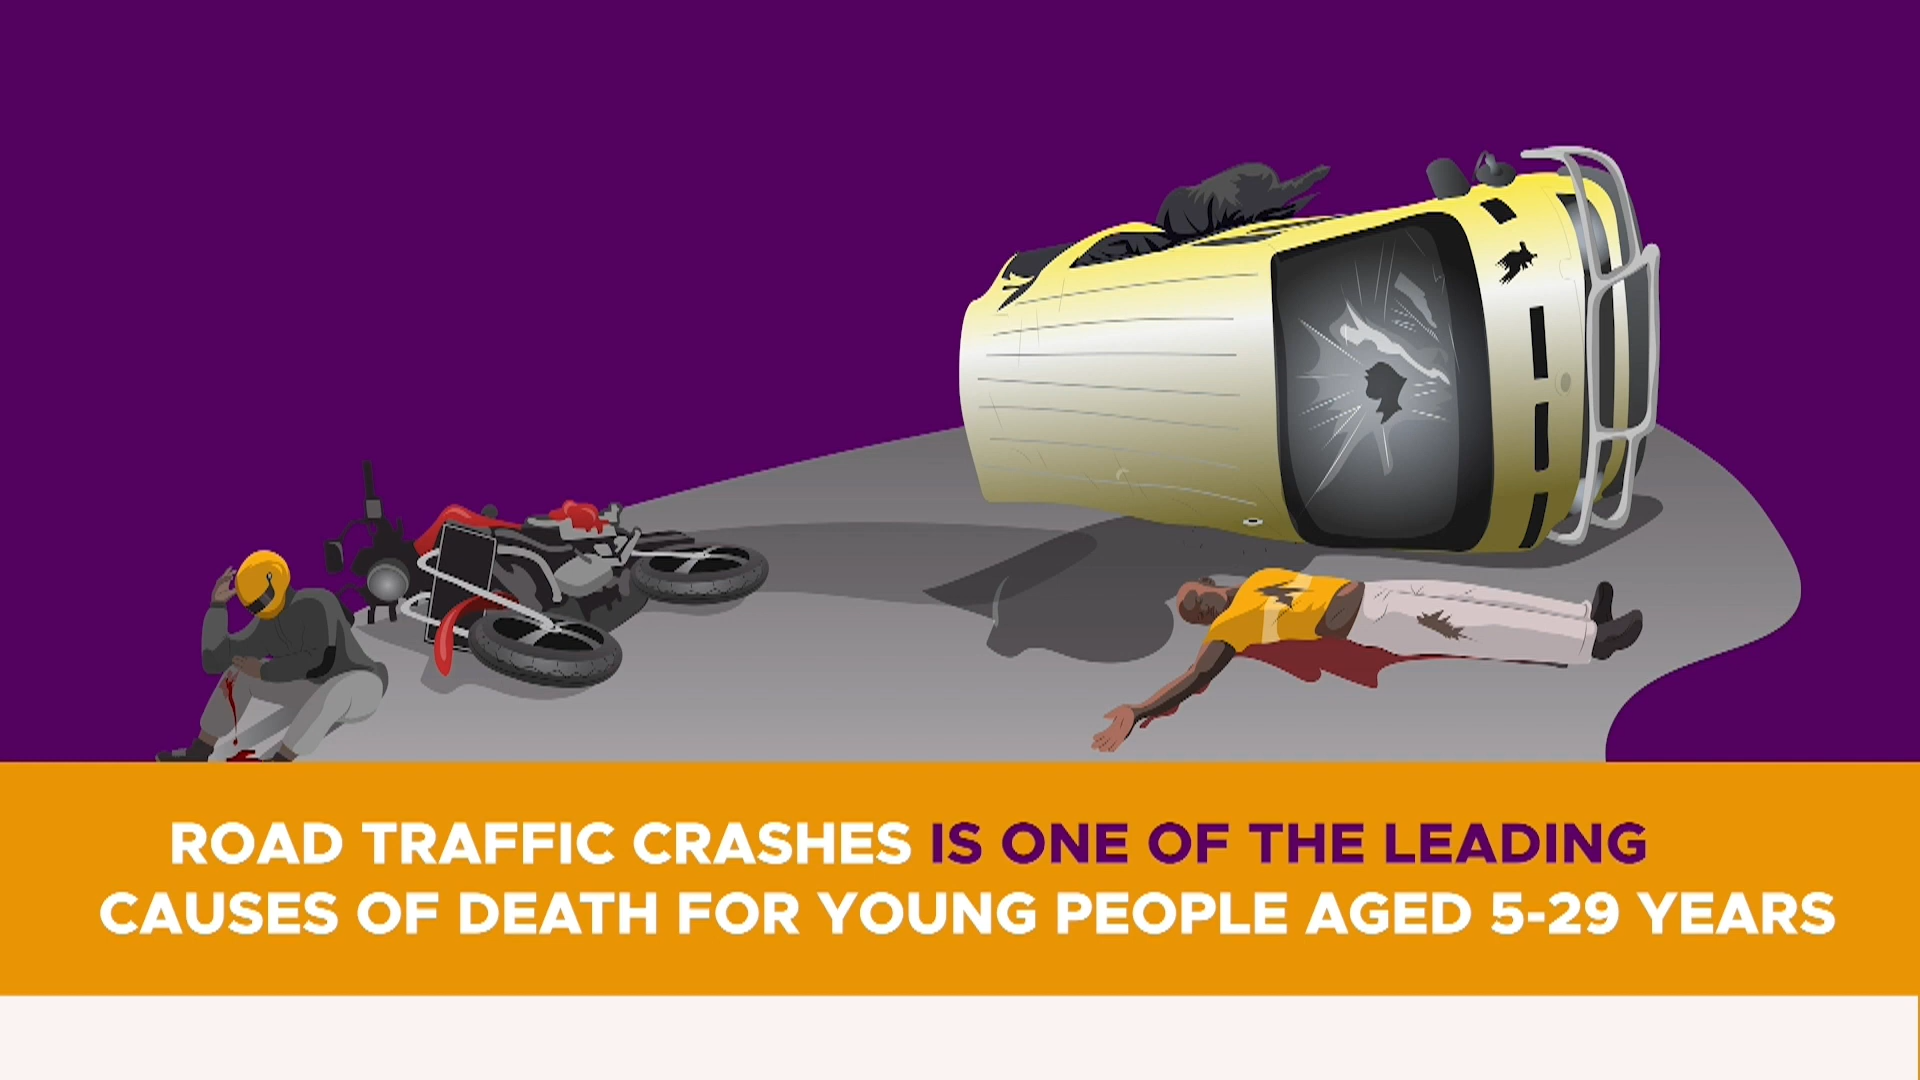 ROAD TRAFFIC CRASHES IS ONE OF THE LEADING
CAUSES OF DEATH FOR YOUNG PEOPLE AGED 5-29 YEARS